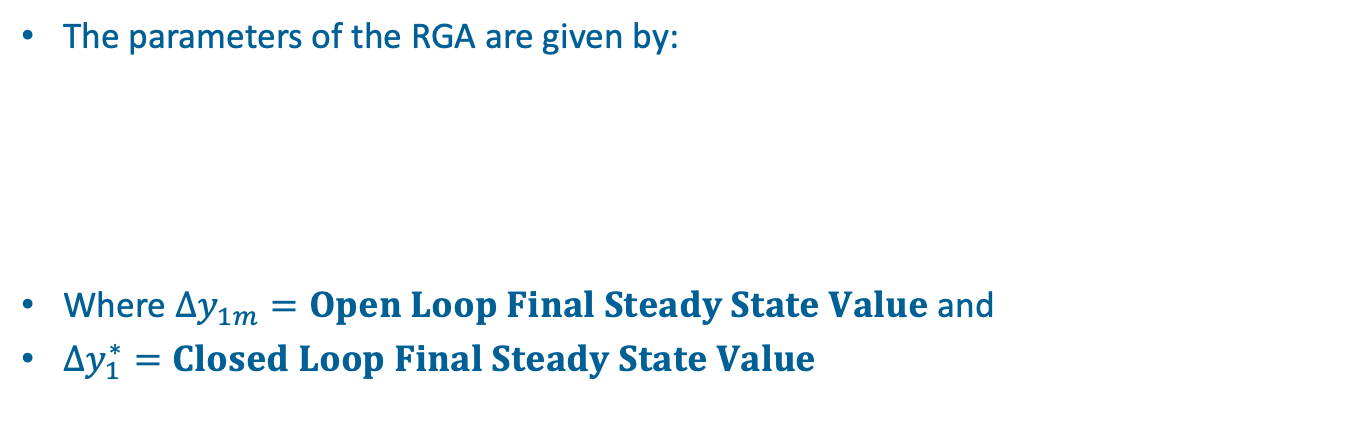 • The parameters of the RGA are given by:
• Where Δy₁ₘ = Open Loop Final Steady State Value and
• Δy₁* = Closed Loop Final Steady State Value